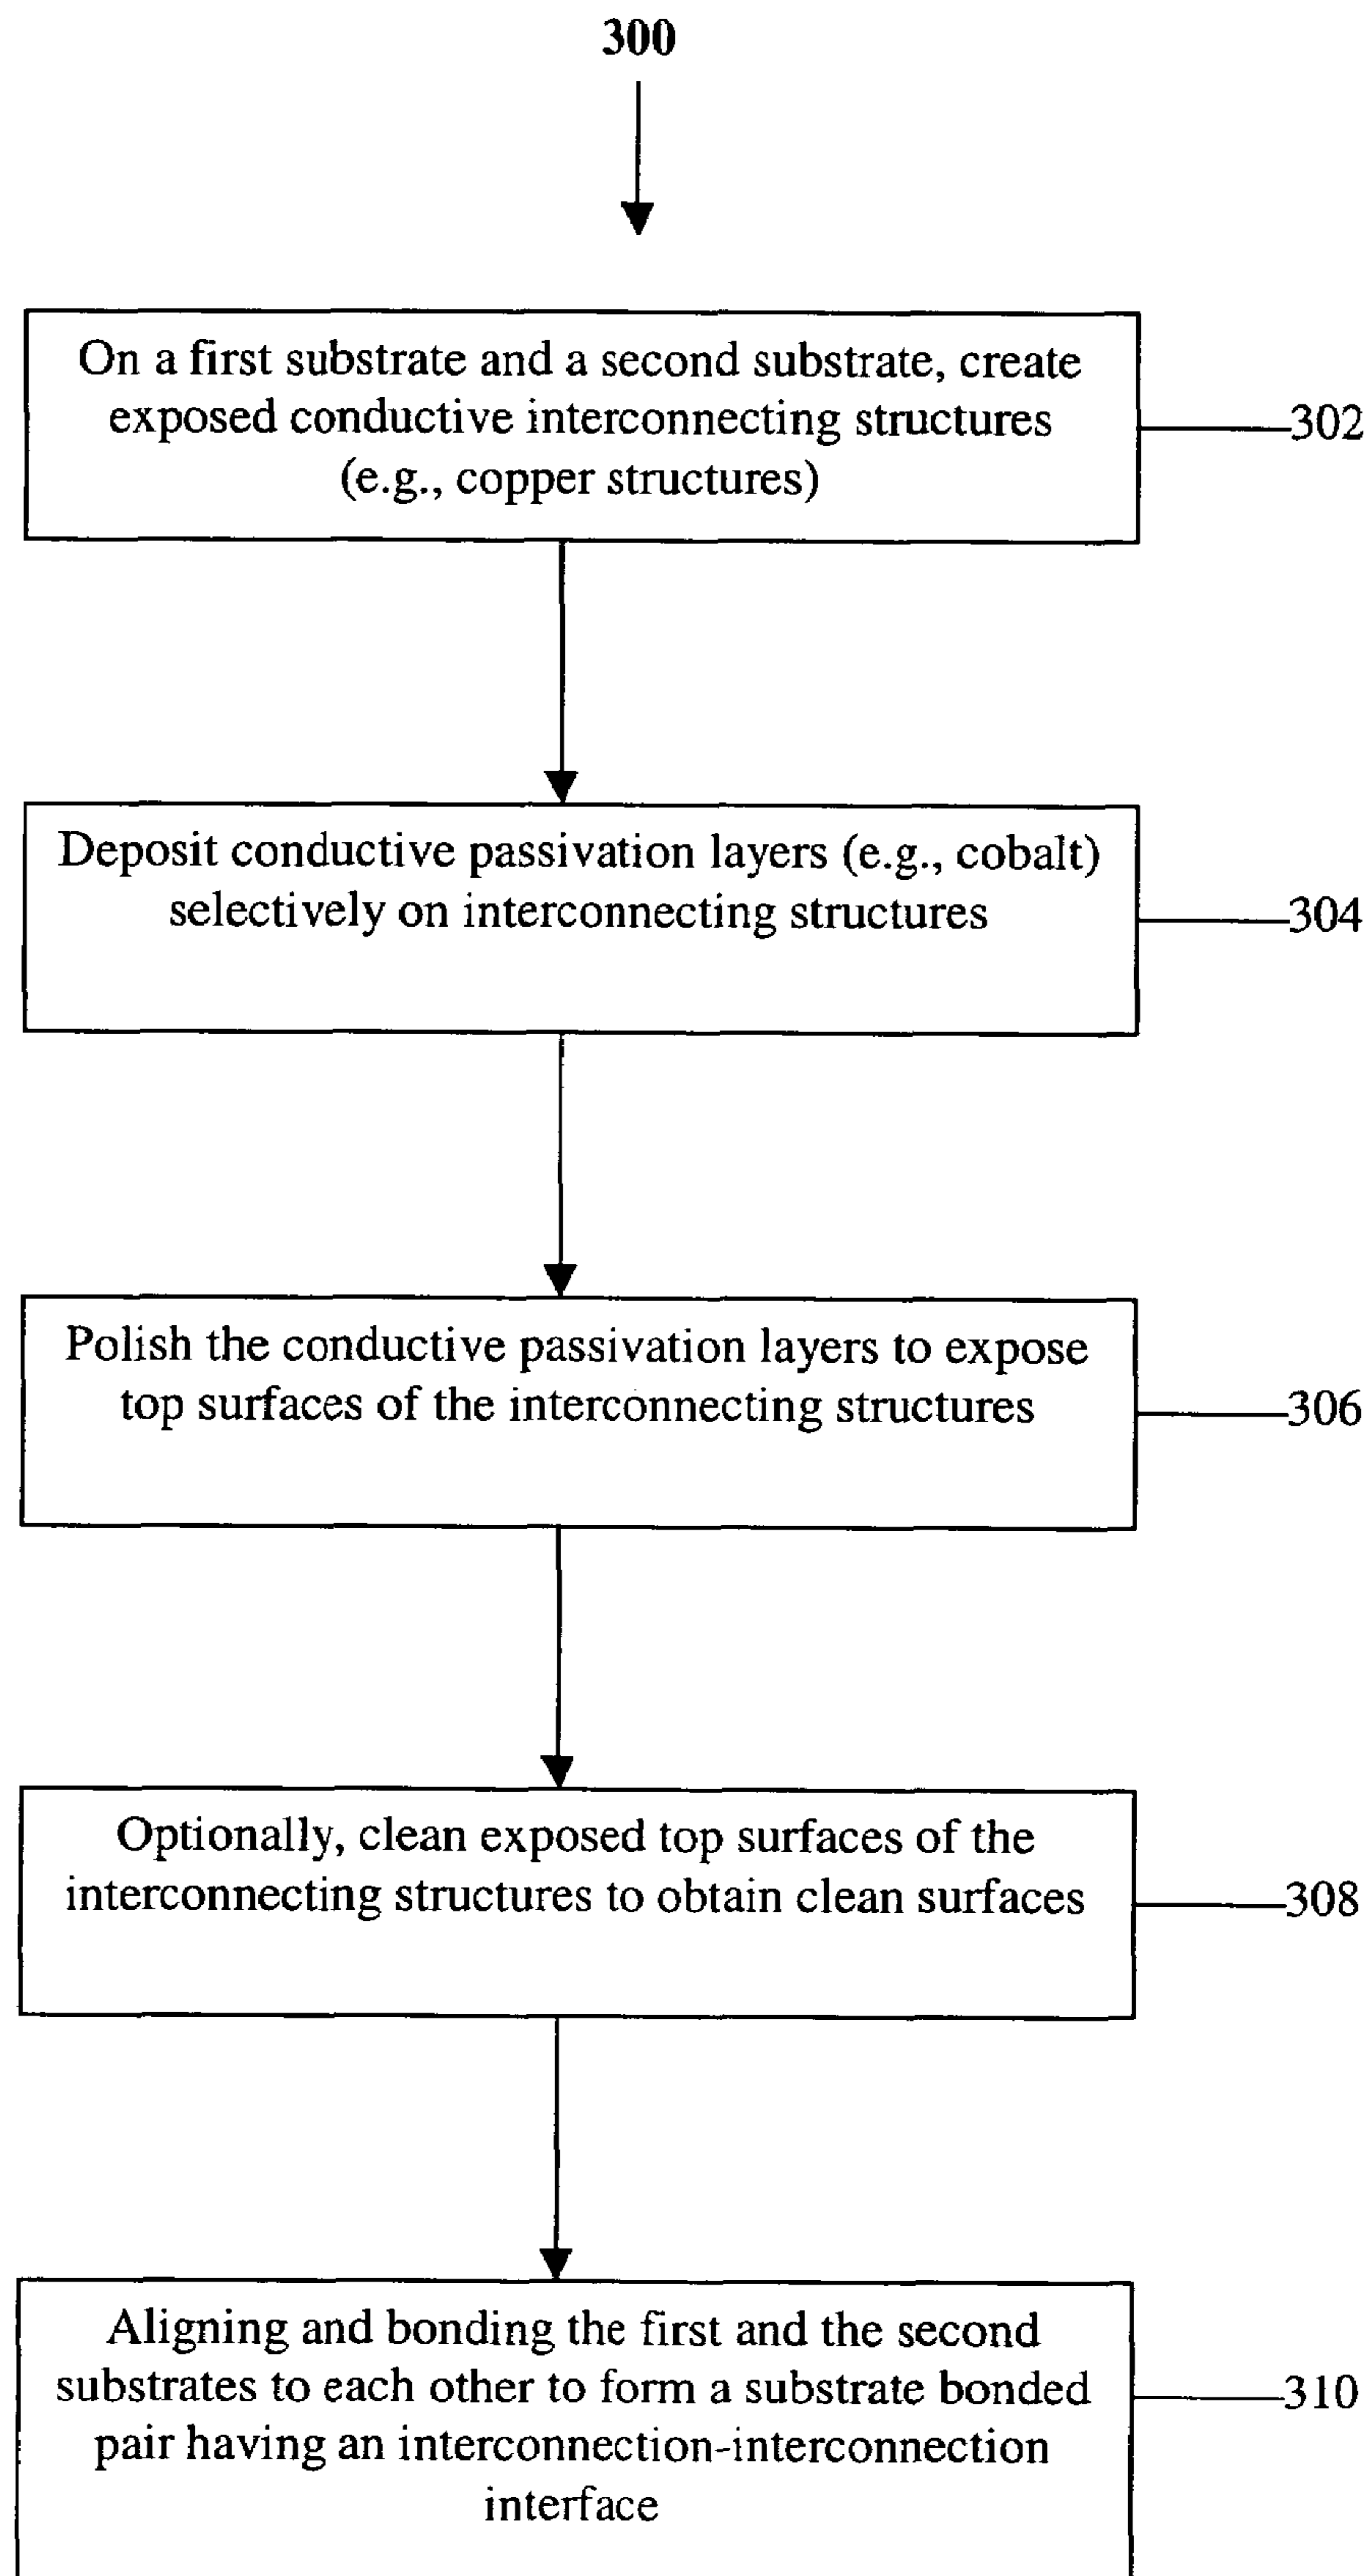 300
On a first substrate and a second substrate, create
exposed conductive interconnecting structures
(e.g., copper structures)
302
Deposit conductive passivation layers (e.g., cobalt)
selectively on interconnecting structures
304
Polish the conductive passivation layers to expose
top surfaces of the interconnecting structures
306
Optionally, clean exposed top surfaces of the
interconnecting structures to obtain clean surfaces
308
Aligning and bonding the first and the second
substrates to each other to form a substrate bonded
pair having an interconnection-interconnection
interface
310